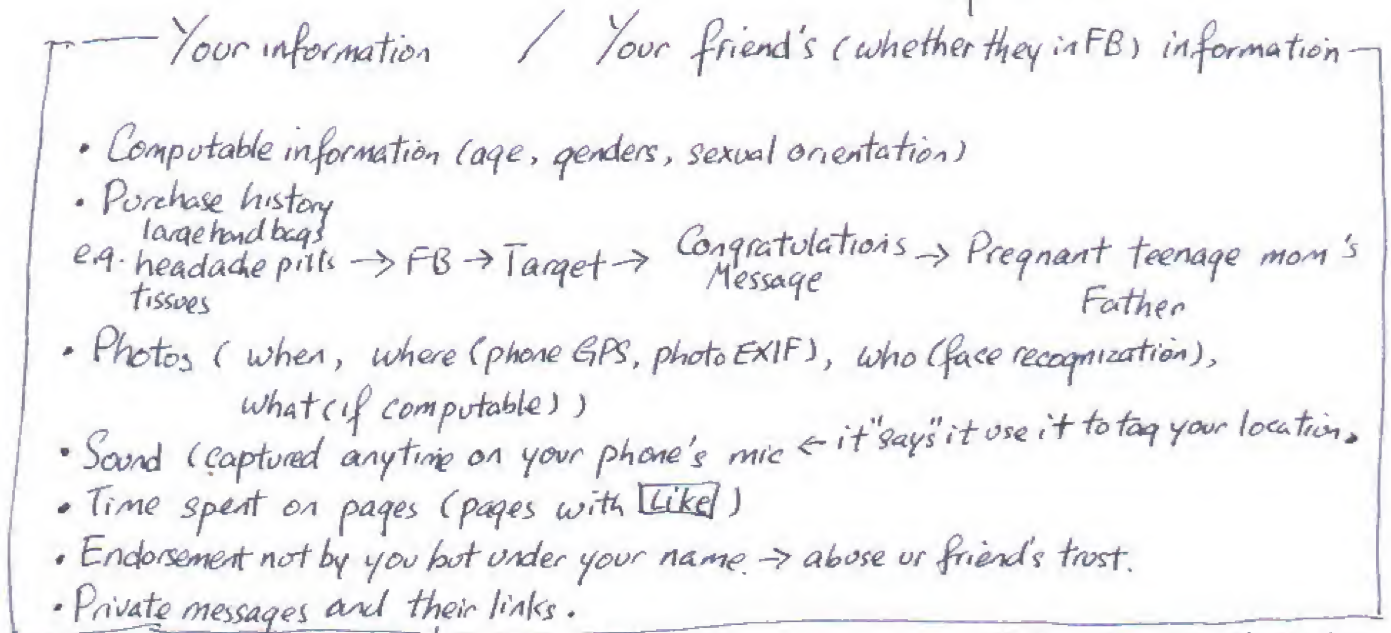 Your information / Your friend's (whether they in FB) information
• Computable information (age, genders, sexual orientation)
• Purchase history
large hand bags
e.g. headache pills → FB → Target → Congratulations Message → Pregnant teenage mom's Father
tissues
• Photos (when, where (phone GPS, photo EXIF), who (face recognization),
what (if computable))
• Sound (captured anytime on your phone's mic ← it "says" it use it to tag your location.
• Time spent on pages (pages with Like)
• Endorsement not by you but under your name. → abuse ur friend's trust.
• Private messages and their links.